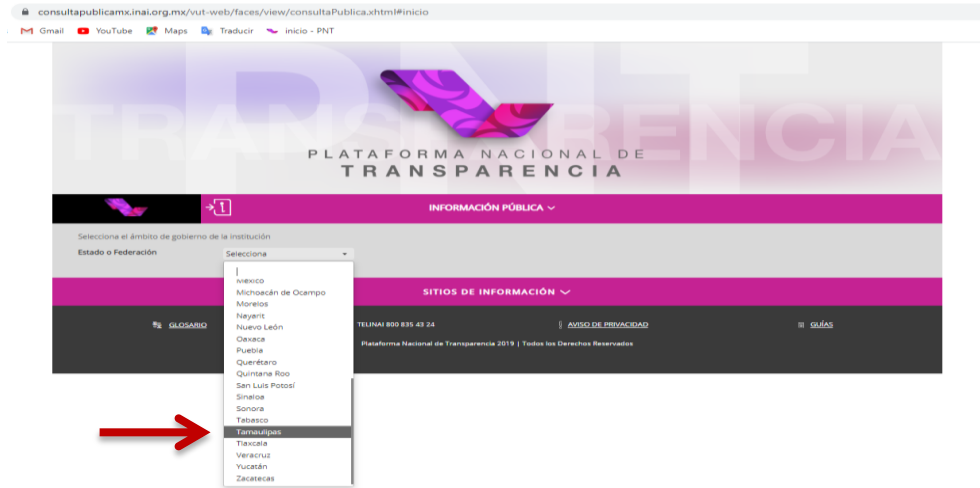 consultapublicamx.inai.org.mx/vut-web/faces/view/consultaPublica.xhtml#inicio
Gmail YouTube Maps Traducir inicio - PNT
PNT
TRANSPARENCIA
PLATAFORMA NACIONAL DE
TRANSPARENCIA
INFORMACIÓN PÚBLICA
Selecciona el ámbito de gobierno de la institución
Estado o Federación Selecciona
México
Michoacán de Ocampo
SITIOS DE INFORMACIÓN
Morelos
Nayarit
GLOSARIO
Nuevo León
TELINAI 800 835 43 24
AVISO DE PRIVACIDAD
GUÍAS
Oaxaca
Plataforma Nacional de Transparencia 2019 | Todos los Derechos Reservados
Puebla
Querétaro
Quintana Roo
San Luis Potosí
Sinaloa
Sonora
Tabasco
Tamaulipas
Tlaxcala
Veracruz
Yucatán
Zacatecas